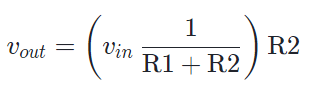 v_out = (v_in 1/(R1 + R2)) R2